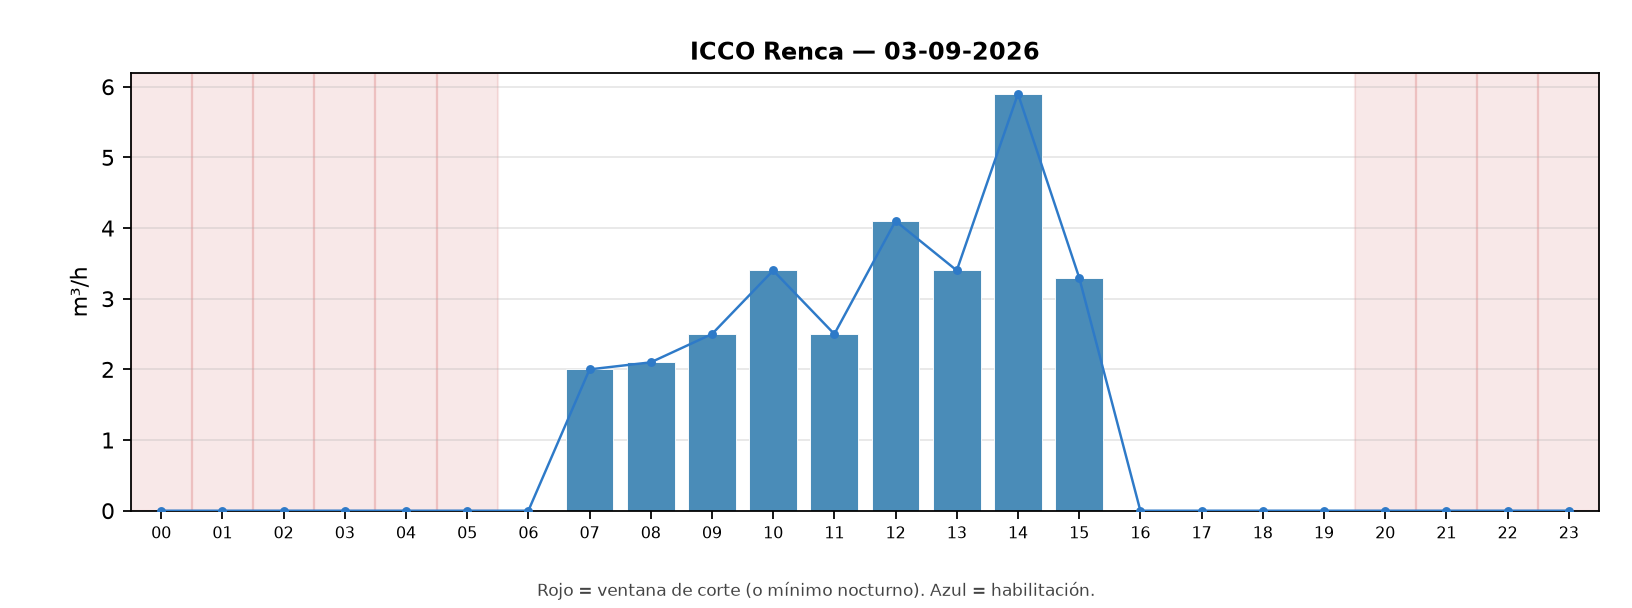 ICCO Renca — 03-09-2026
m³/h
6
5
4
3
2
1
0
00 01 02 03 04 05 06 07 08 09 10 11 12 13 14 15 16 17 18 19 20 21 22 23
Rojo = ventana de corte (o mínimo nocturno). Azul = habilitación.